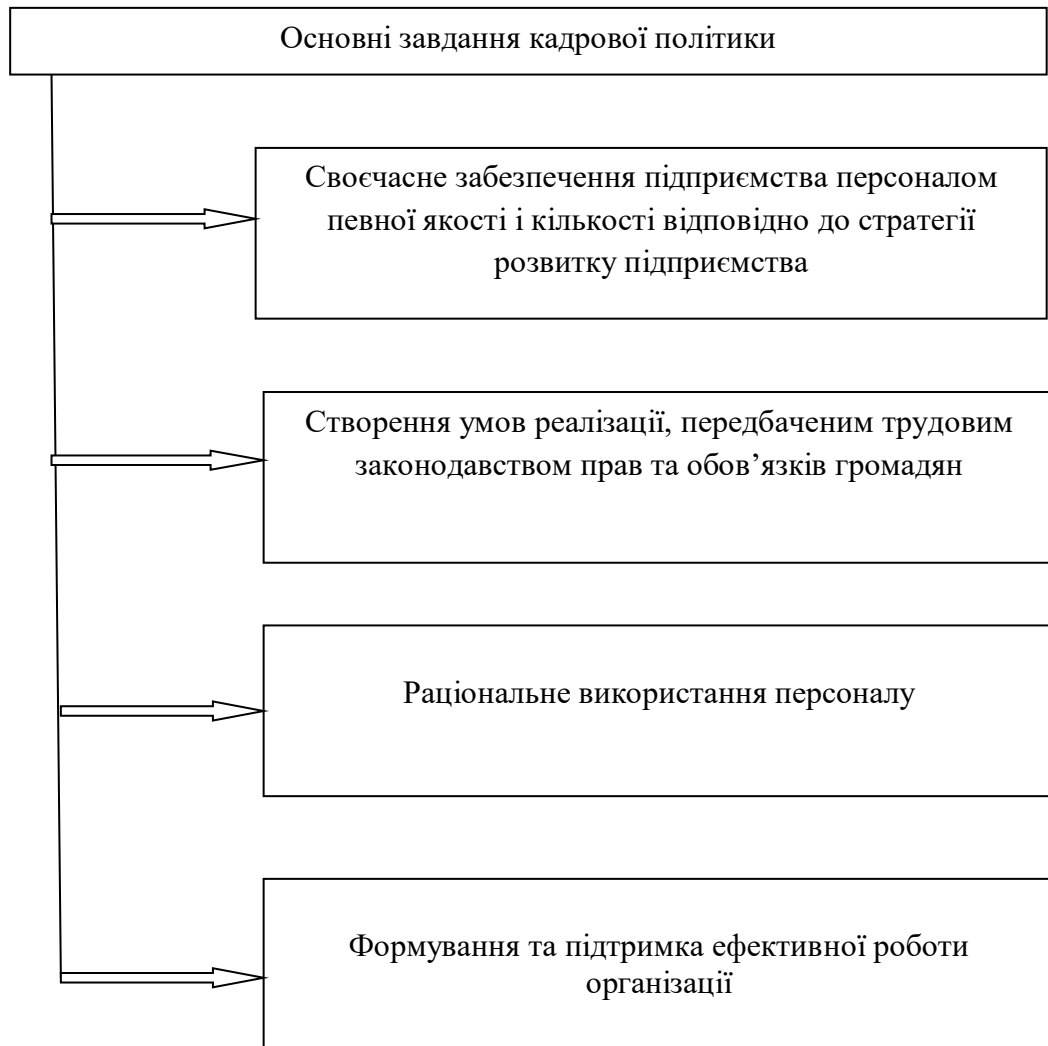 Основні завдання кадрової політики
Своєчасне забезпечення підприємства персоналом
певної якості і кількості відповідно до стратегії
розвитку підприємства
Створення умов реалізації, передбаченим трудовим
законодавством прав та обов’язків громадян
Раціональне використання персоналу
Формування та підтримка ефективної роботи
організації